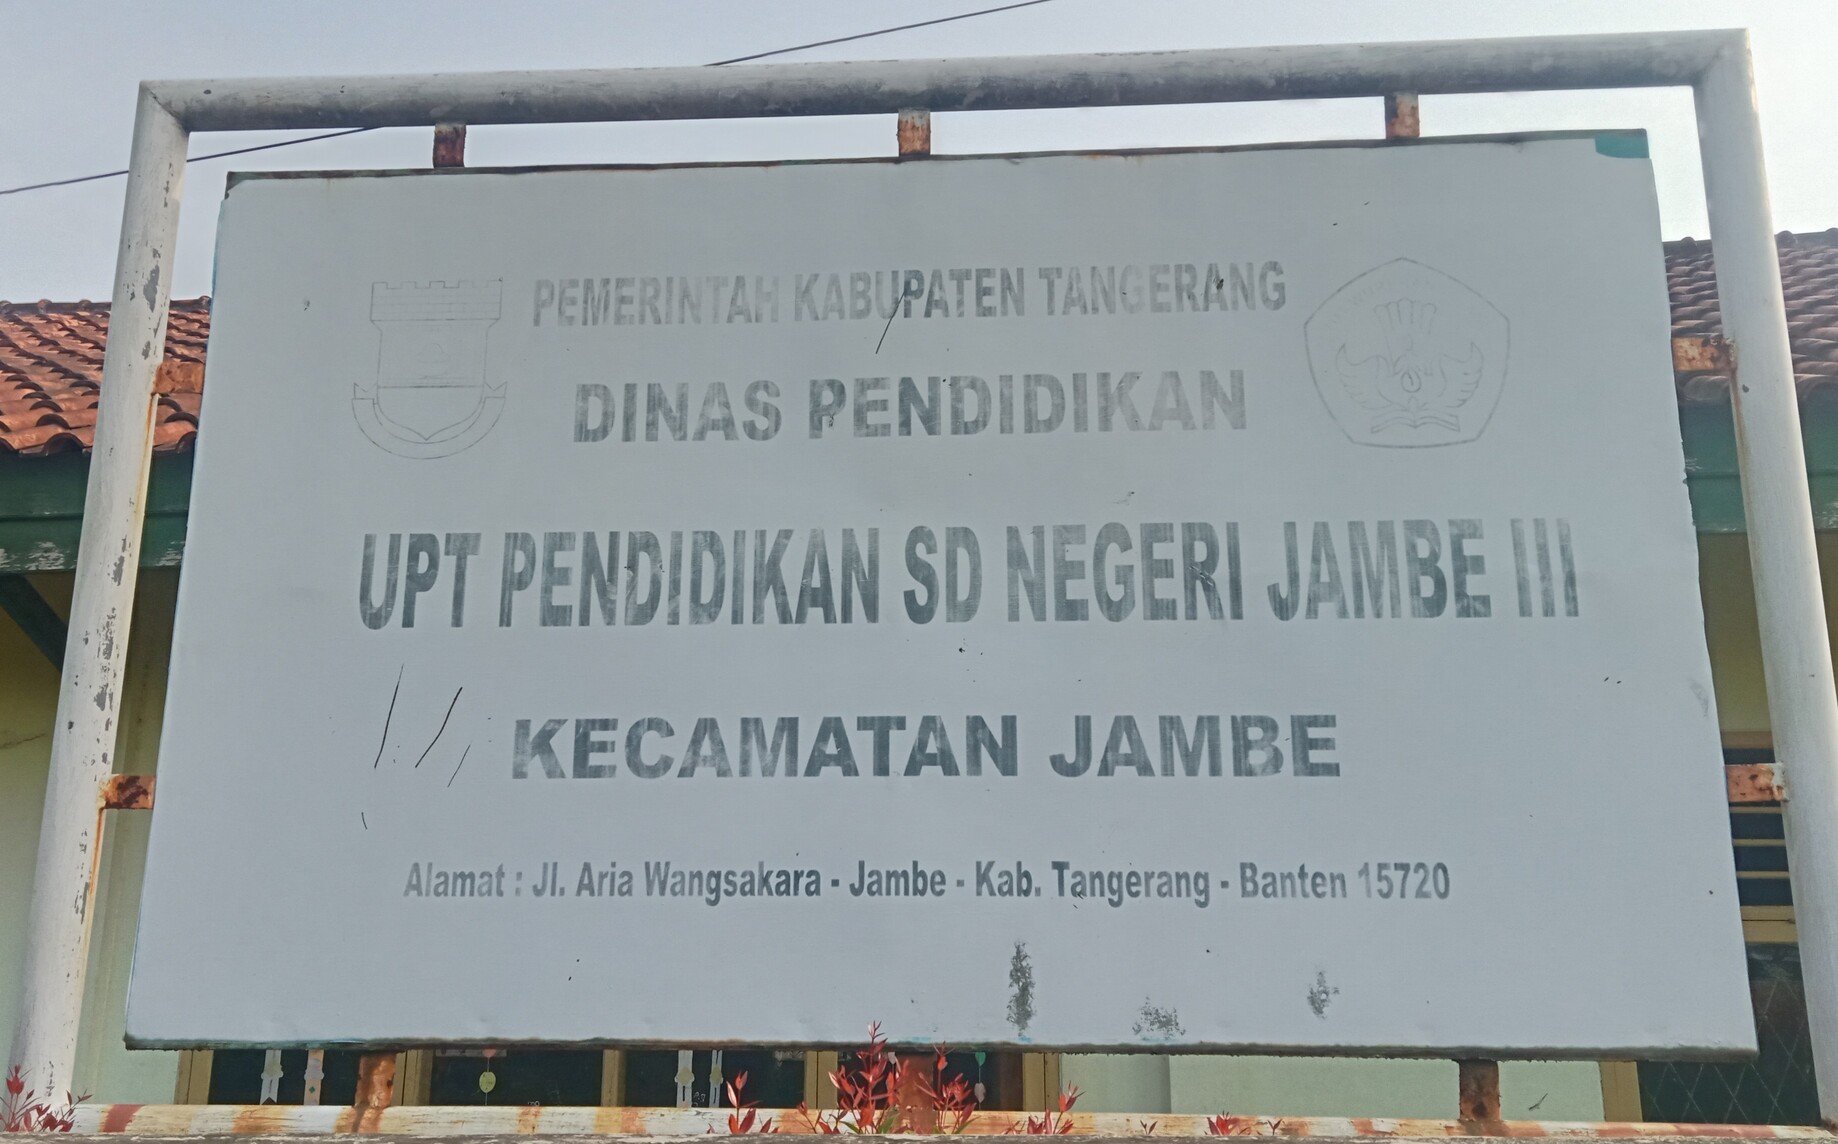 PEMERINTAH KABUPATEN TANGERANG
DINAS PENDIDIKAN
UPT PENDIDIKAN SD NEGERI JAMBE III
KECAMATAN JAMBE
Alamat : Jl. Aria Wangsakara - Jambe - Kab. Tangerang - Banten 15720